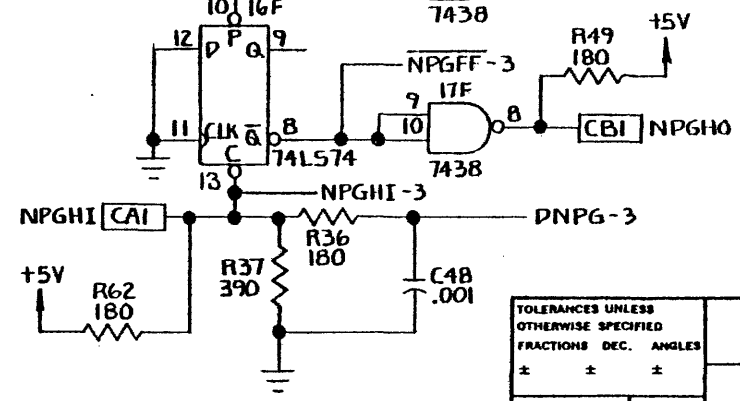 10 16F
7438
+5V
12 D P Q 9
R49
180
NPGFF-3
17F
9
10
8
CB1 NPGHO
11 CLK Q 8
74LS74
C
7438
13
NPGHI-3
NPGHI CA1
DNPG-3
R36
180
+5V
R62
180
R37
390
C48
.001
TOLERANCES UNLESS
OTHERWISE SPECIFIED
FRACTIONS DEC. ANGLES
± ± ±